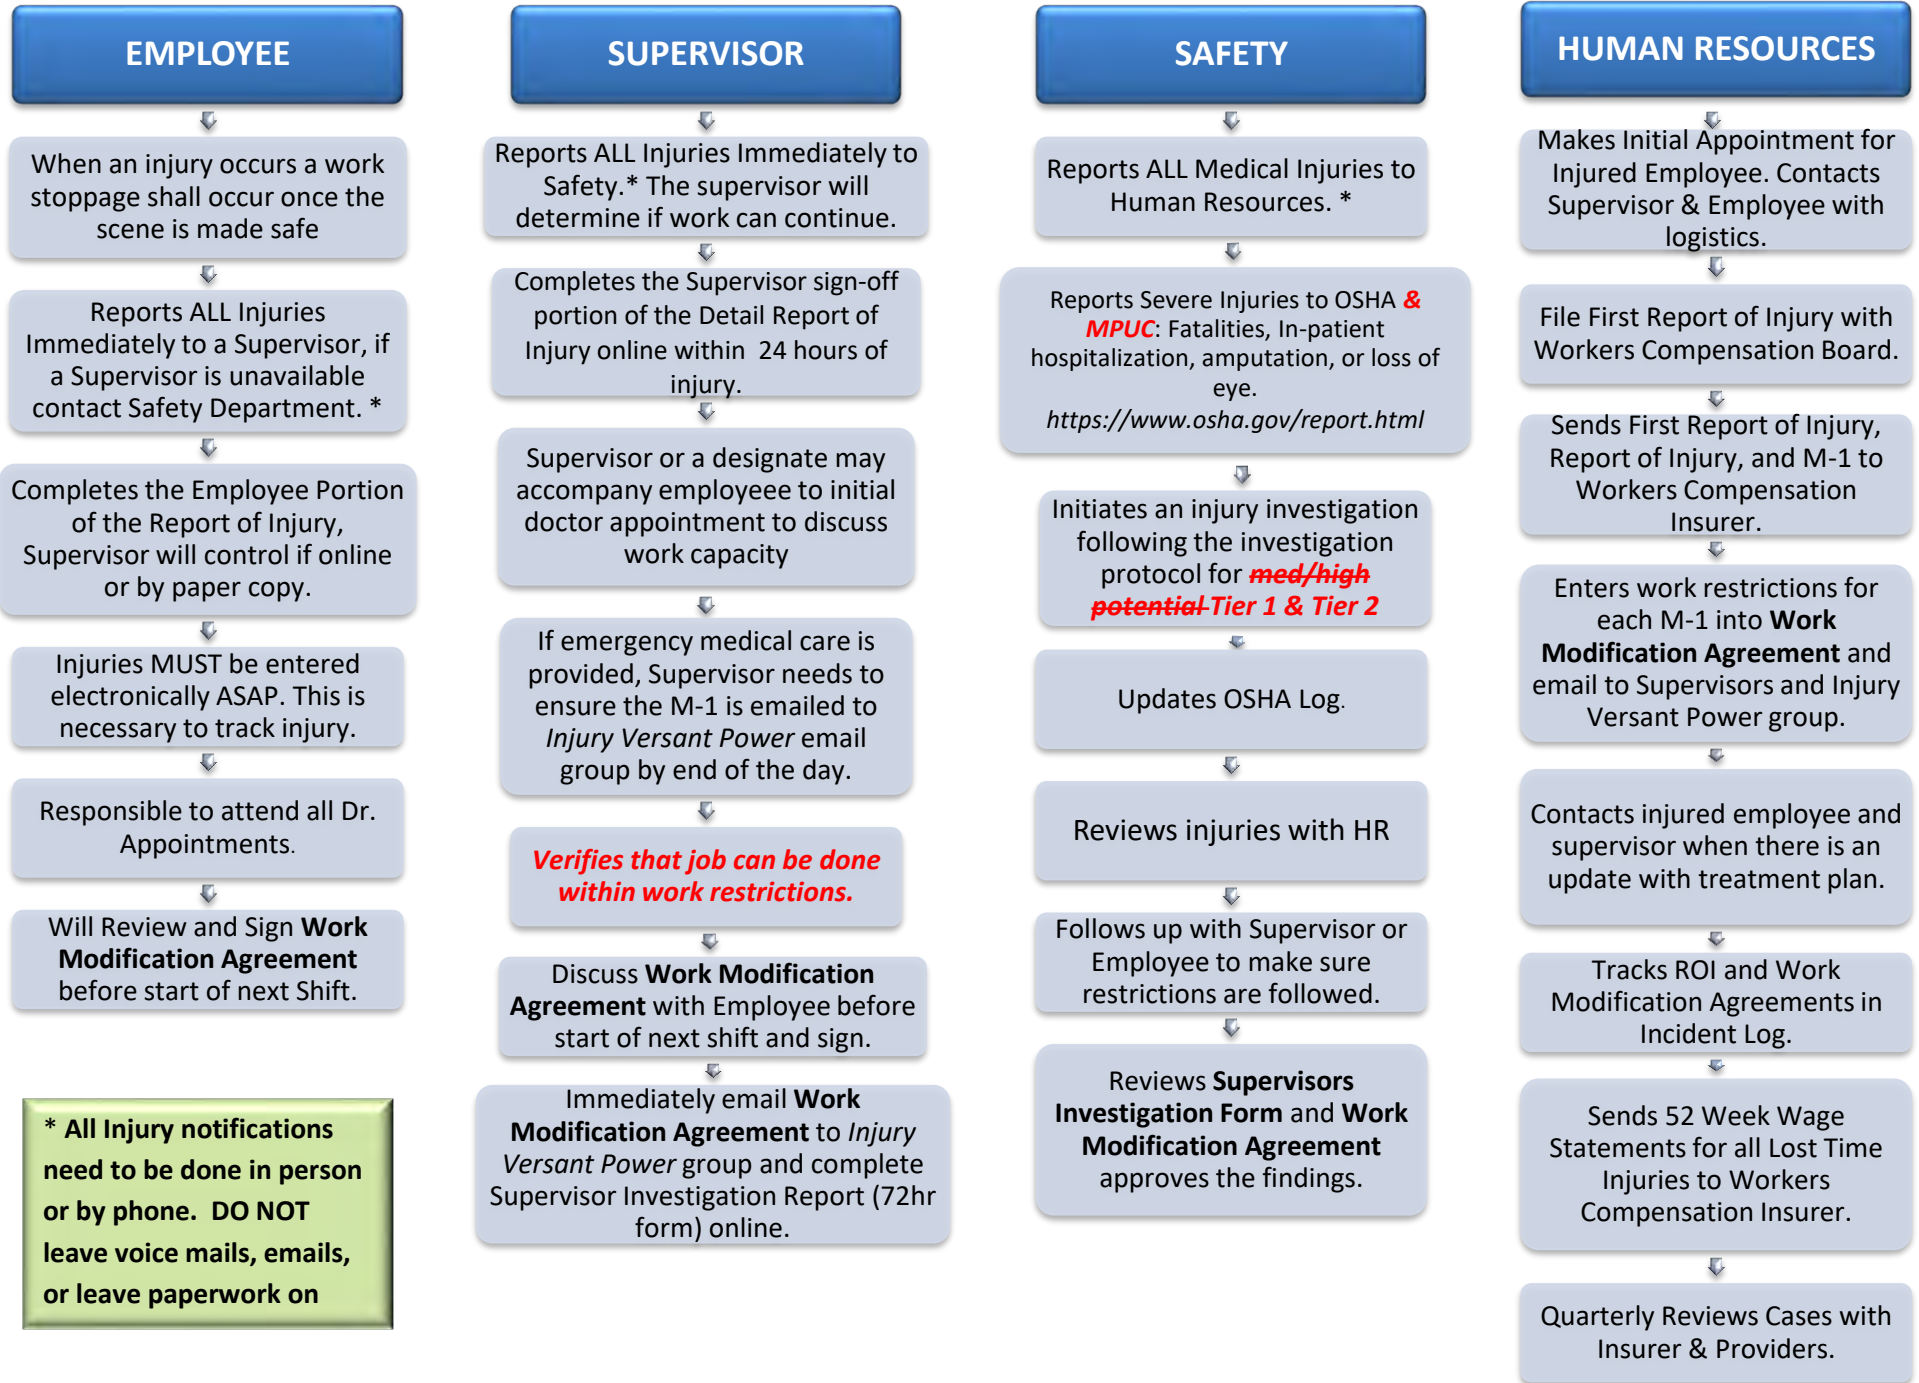 EMPLOYEE
When an injury occurs a work
stoppage shall occur once the
scene is made safe
Reports ALL Injuries
Immediately to a Supervisor, if
a Supervisor is unavailable
contact Safety Department. *
Completes the Employee Portion
of the Report of Injury,
Supervisor will control if online
or by paper copy.
Injuries MUST be entered
electronically ASAP. This is
necessary to track injury.
Responsible to attend all Dr.
Appointments.
Will Review and Sign Work
Modification Agreement
before start of next Shift.
* All Injury notifications
need to be done in person
or by phone.  DO NOT
leave voice mails, emails,
or leave paperwork on
SUPERVISOR
Reports ALL Injuries Immediately to
Safety.* The supervisor will
determine if work can continue.
Completes the Supervisor sign-off
portion of the Detail Report of
Injury online within  24 hours of
injury.
Supervisor or a designate may
accompany employeee to initial
doctor appointment to discuss
work capacity
If emergency medical care is
provided, Supervisor needs to
ensure the M-1 is emailed to
Injury Versant Power email
group by end of the day.
Verifies that job can be done
within work restrictions.
Discuss Work Modification
Agreement with Employee before
start of next shift and sign.
Immediately email Work
Modification Agreement to Injury
Versant Power group and complete
Supervisor Investigation Report (72hr
form) online.
SAFETY
Reports ALL Medical Injuries to
Human Resources. *
Reports Severe Injuries to OSHA &
MPUC: Fatalities, In-patient
hospitalization, amputation, or loss of
eye.
https://www.osha.gov/report.html
Initiates an injury investigation
following the investigation
protocol for med/high
potential Tier 1 & Tier 2
Updates OSHA Log.
Reviews injuries with HR
Follows up with Supervisor or
Employee to make sure
restrictions are followed.
Reviews Supervisors
Investigation Form and Work
Modification Agreement
approves the findings.
HUMAN RESOURCES
Makes Initial Appointment for
Injured Employee. Contacts
Supervisor & Employee with
logistics.
File First Report of Injury with
Workers Compensation Board.
Sends First Report of Injury,
Report of Injury, and M-1 to
Workers Compensation
Insurer.
Enters work restrictions for
each M-1 into Work
Modification Agreement and
email to Supervisors and Injury
Versant Power group.
Contacts injured employee and
supervisor when there is an
update with treatment plan.
Tracks ROI and Work
Modification Agreements in
Incident Log.
Sends 52 Week Wage
Statements for all Lost Time
Injuries to Workers
Compensation Insurer.
Quarterly Reviews Cases with
Insurer & Providers.